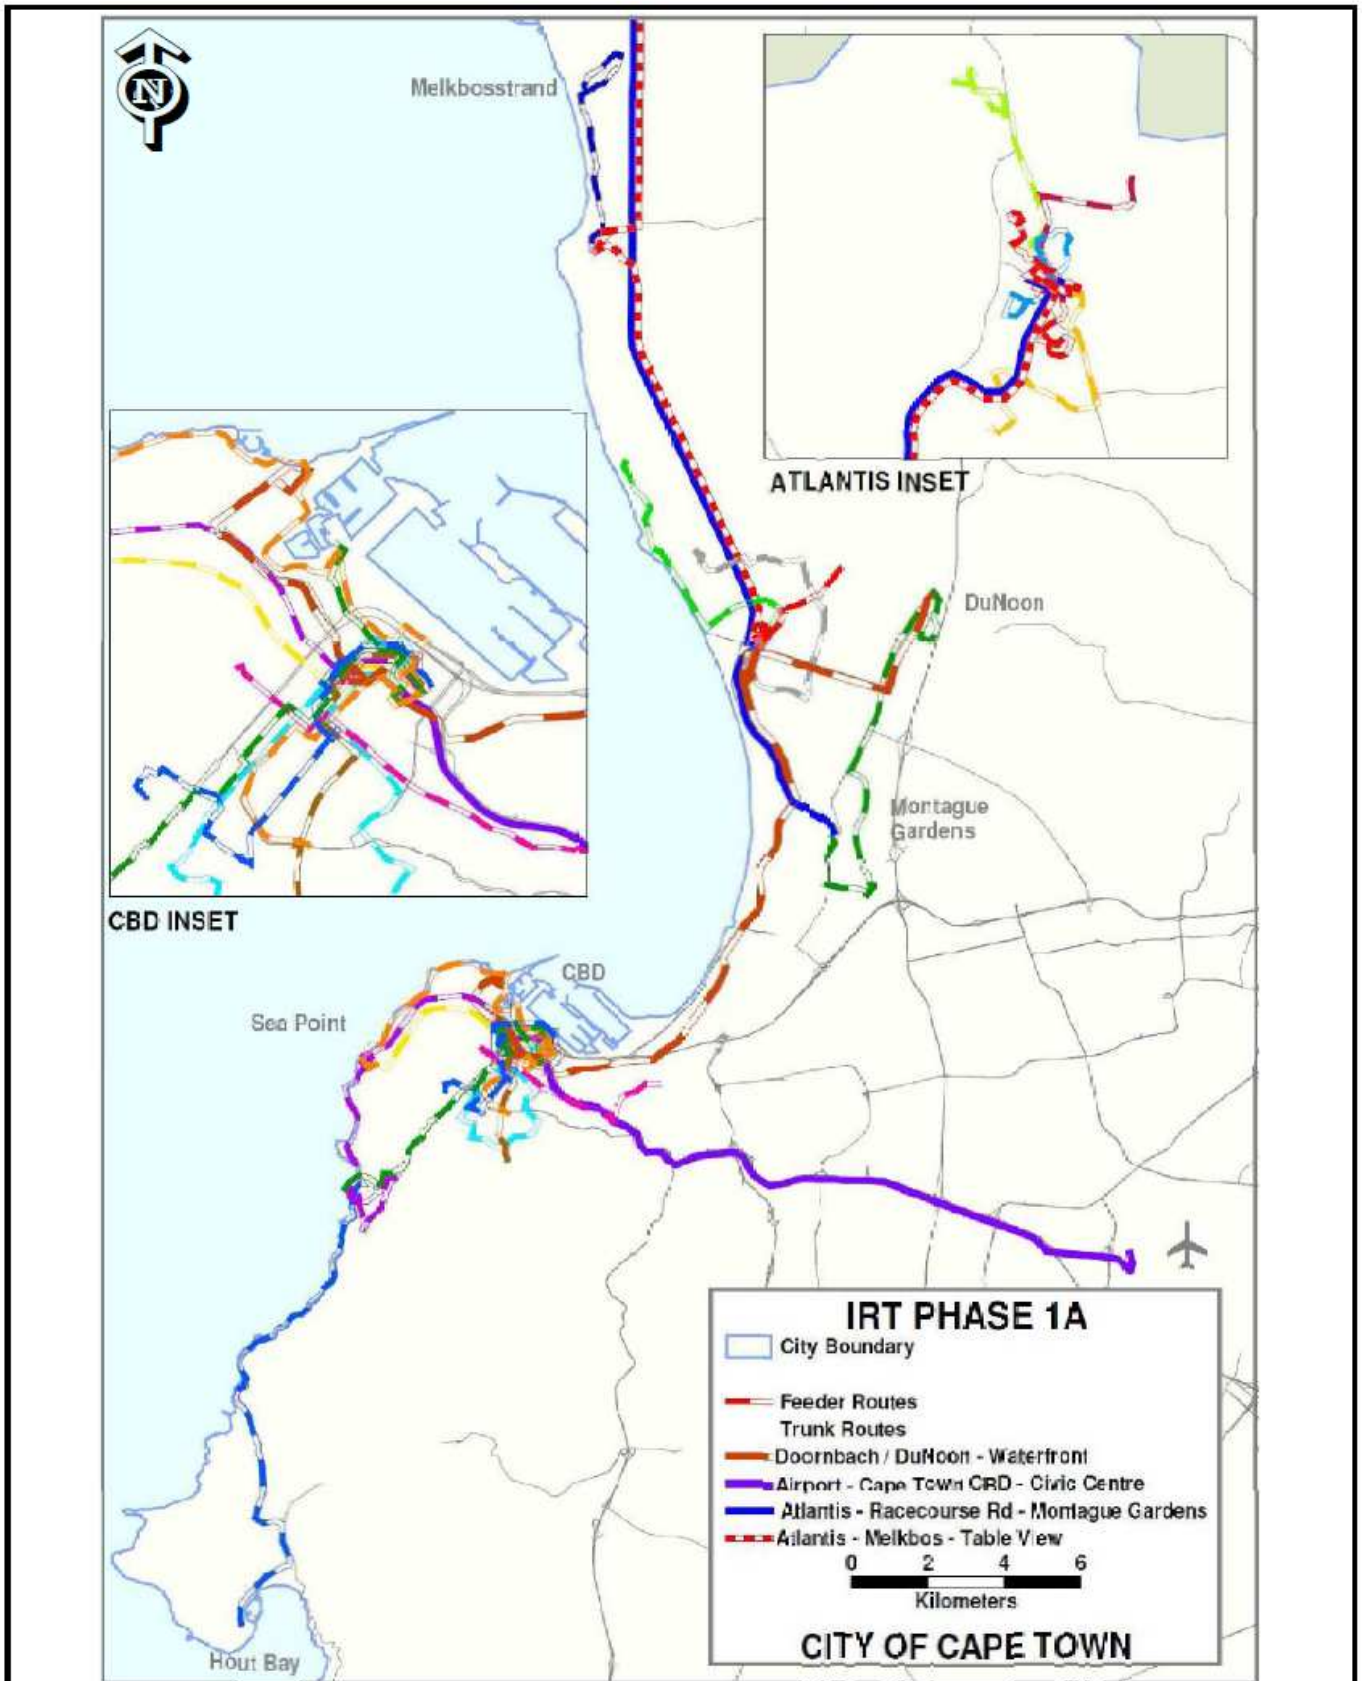 N
Melkbosstrand
ATLANTIS INSET
DuNoon
Montague
Gardens
CBD INSET
CBD
Sea Point
IRT PHASE 1A
City Boundary
Feeder Routes
Trunk Routes
Doornbach / DuNoon - Waterfront
Airport - Cape Town CBD - Civic Centre
Atlantis - Racecourse Rd - Montague Gardens
Atlantis - Melkbos - Table View
0 2 4 6
Kilometers
CITY OF CAPE TOWN
Hout Bay